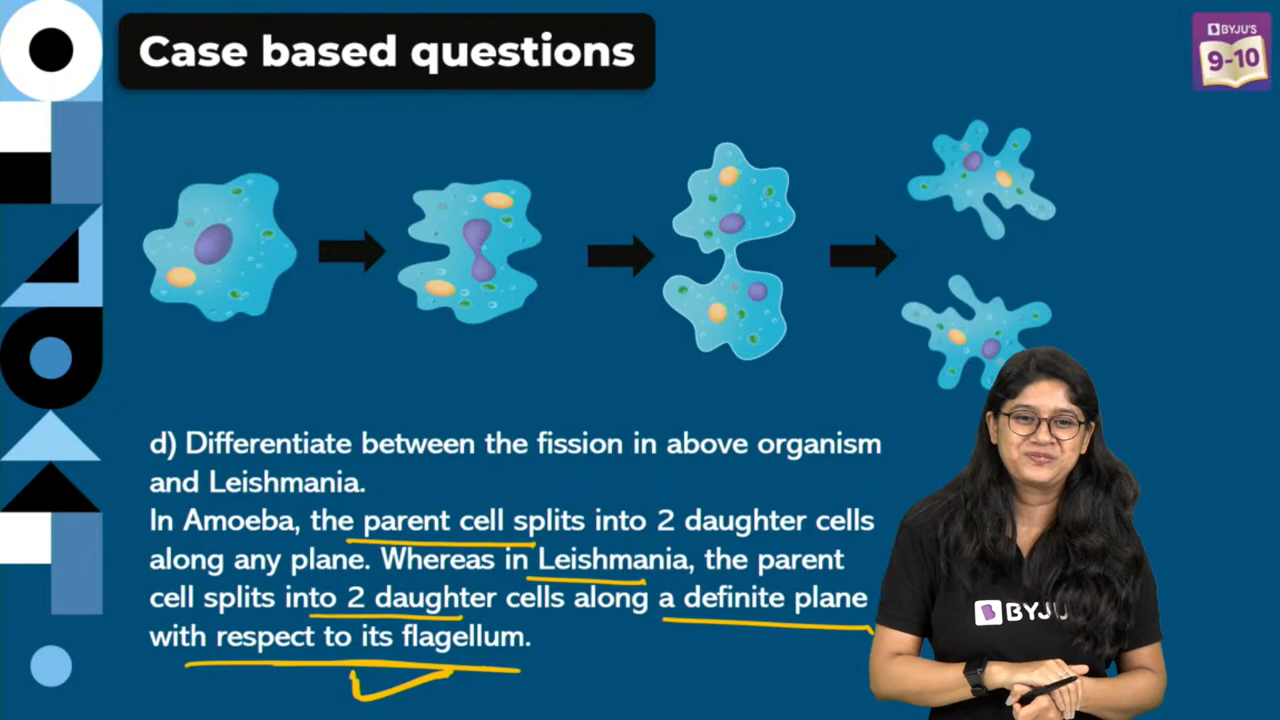 Case based questions
BYJU'S
9-10
d) Differentiate between the fission in above organism
and Leishmania.
In Amoeba, the parent cell splits into 2 daughter cells
along any plane. Whereas in Leishmania, the parent
cell splits into 2 daughter cells along a definite plane
with respect to its flagellum.
BYJU